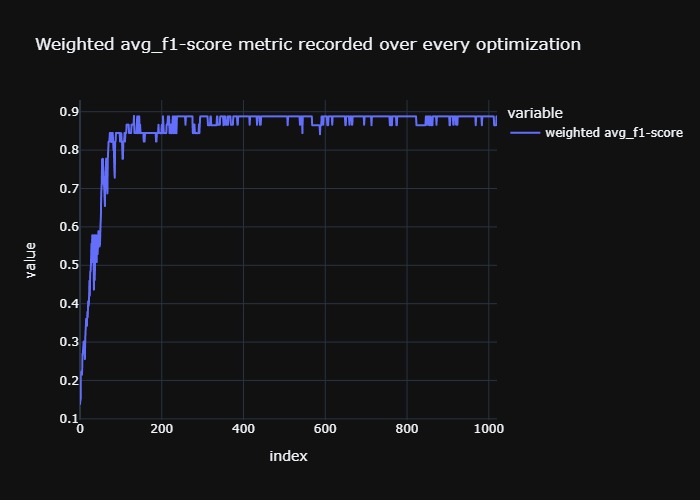 Weighted avg_f1-score metric recorded over every optimization
variable
weighted avg_f1-score
value
0.9
0.8
0.7
0.6
0.5
0.4
0.3
0.2
0.1
0 200 400 600 800 1000
index